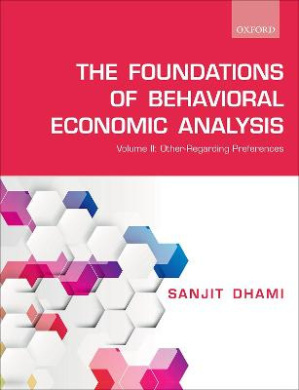 OXFORD
THE FOUNDATIONS
OF BEHAVIORAL
ECONOMIC ANALYSIS
Volume II: Other-Regarding Preferences
SANJIT DHAMI